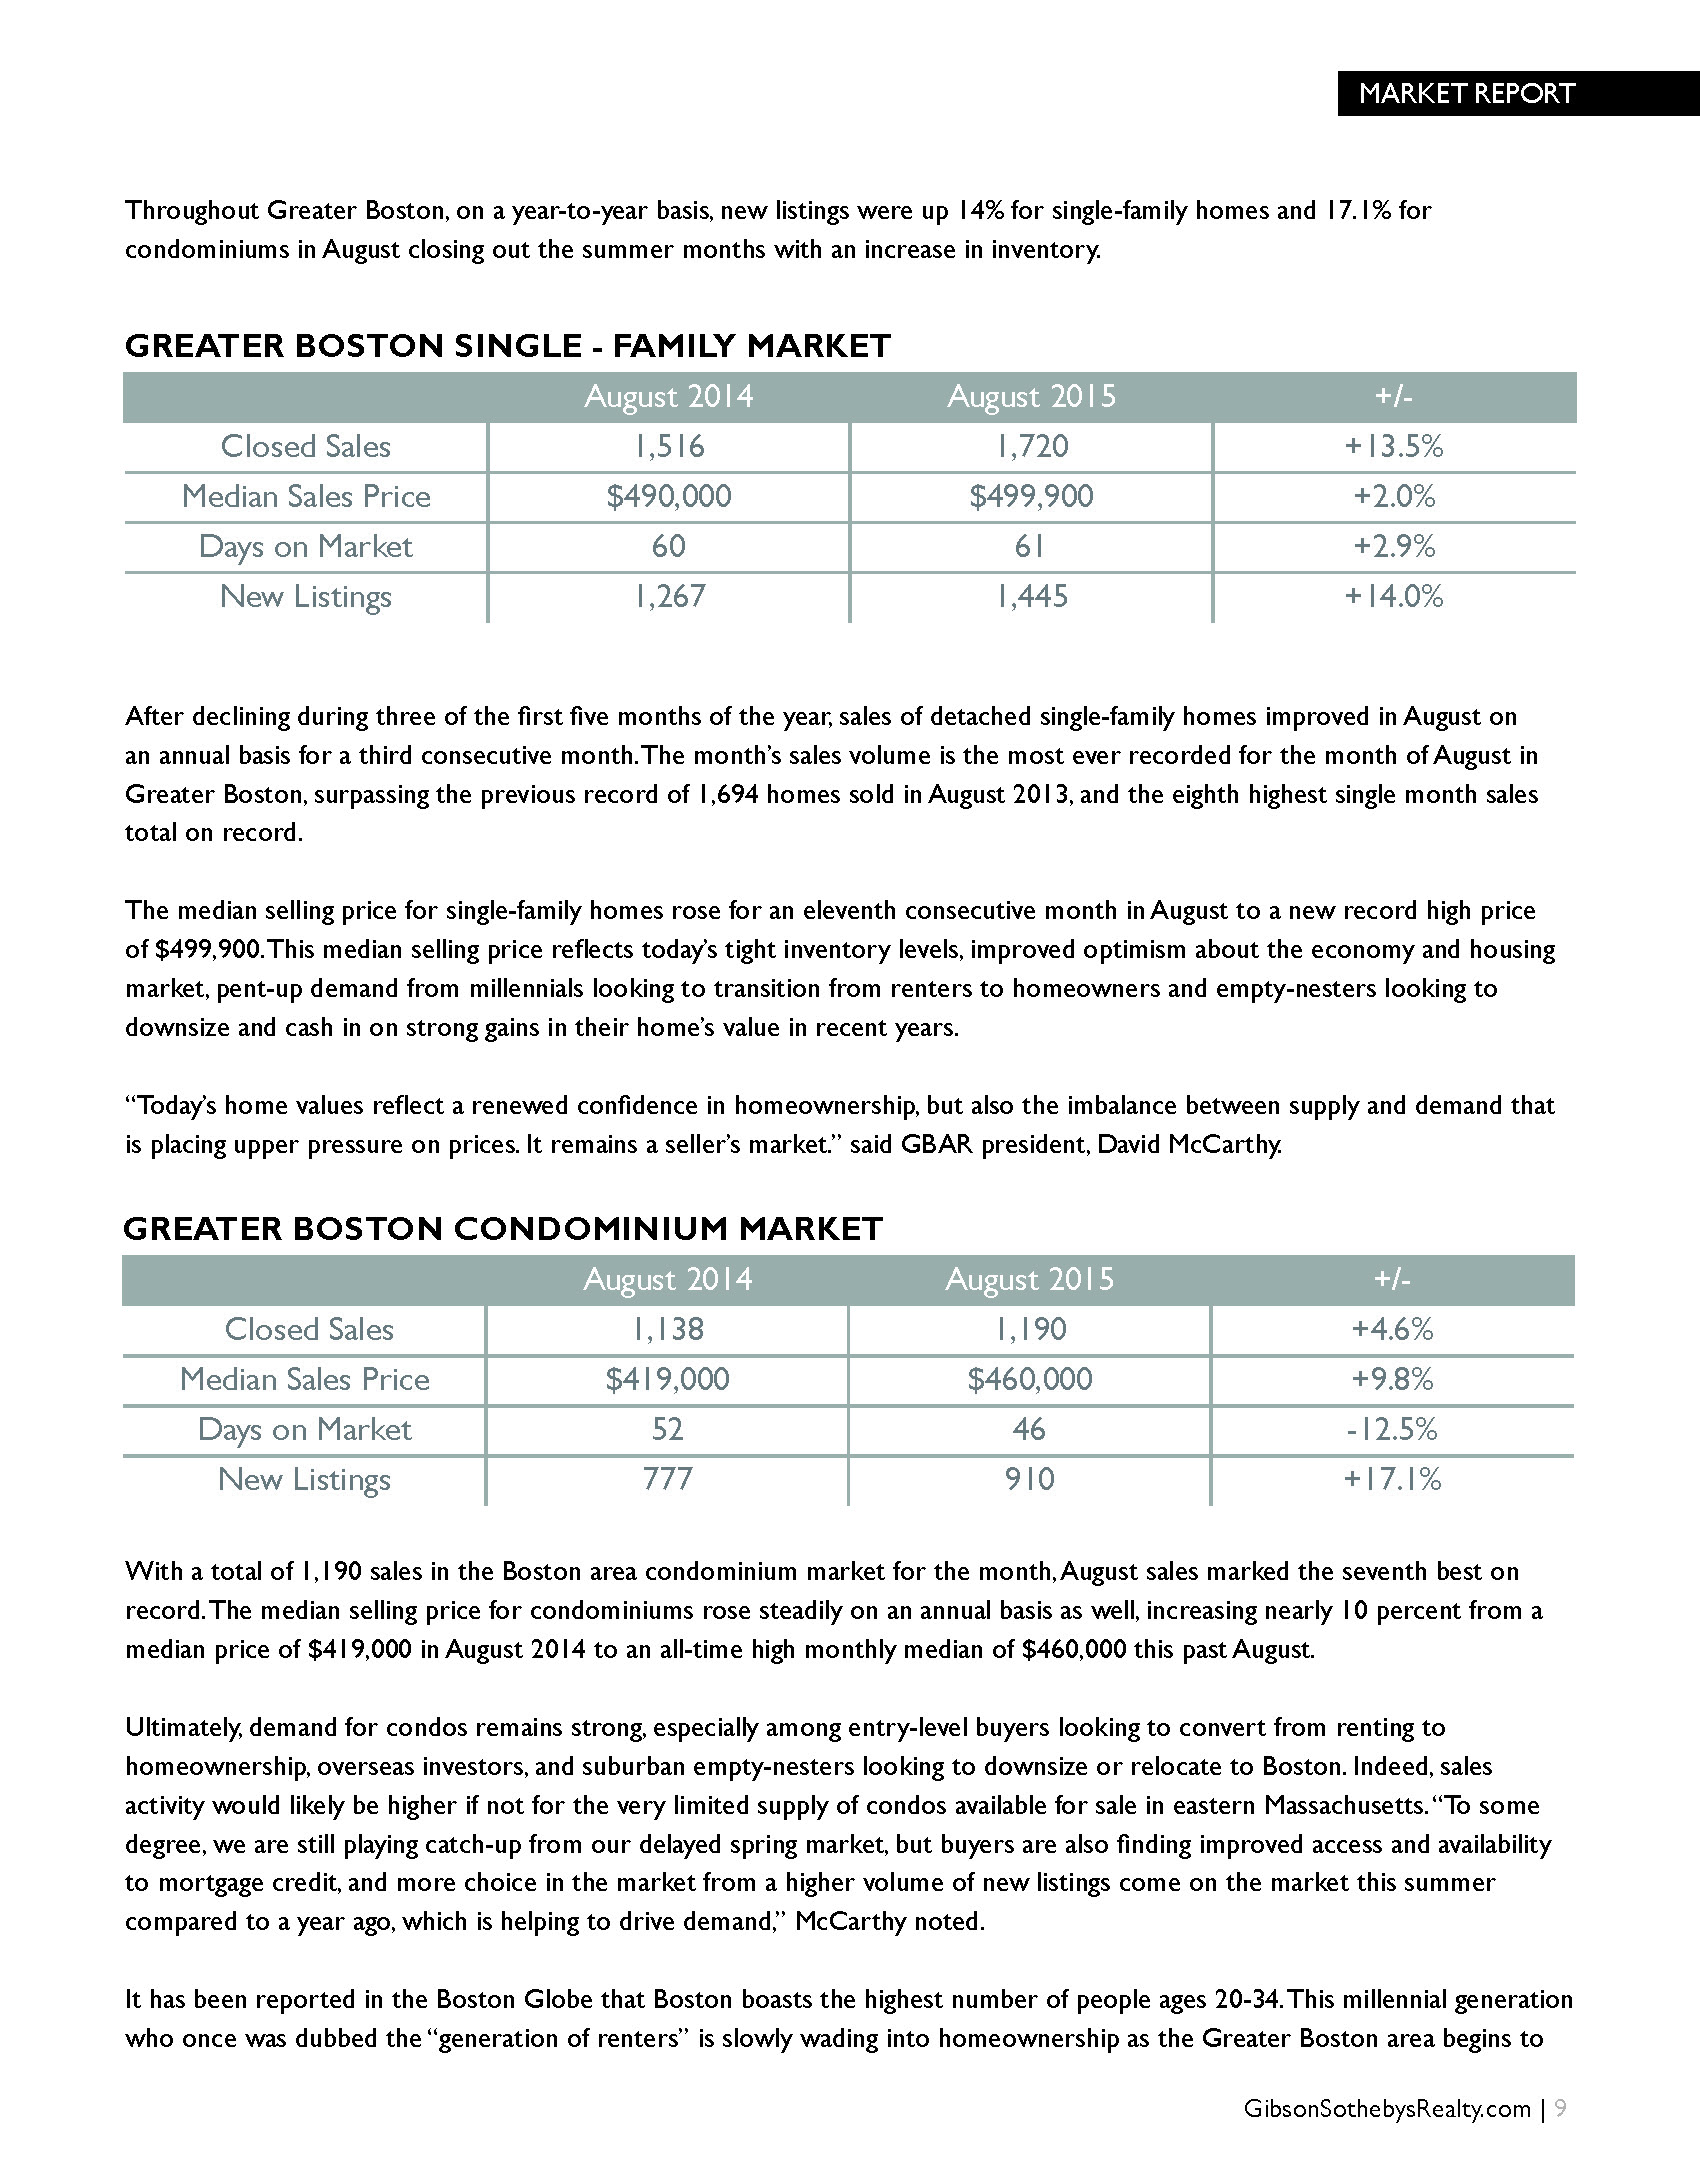 MARKET REPORT
Throughout Greater Boston, on a year-to-year basis, new listings were up 14% for single-family homes and 17.1% for
condominiums in August closing out the summer months with an increase in inventory.
GREATER BOSTON SINGLE - FAMILY MARKET
August 2014 August 2015 +/-
Closed Sales 1,516 1,720 +13.5%
Median Sales Price $490,000 $499,900 +2.0%
Days on Market 60 61 +2.9%
New Listings 1,267 1,445 +14.0%
After declining during three of the first five months of the year, sales of detached single-family homes improved in August on
an annual basis for a third consecutive month. The month’s sales volume is the most ever recorded for the month of August in
Greater Boston, surpassing the previous record of 1,694 homes sold in August 2013, and the eighth highest single month sales
total on record.
The median selling price for single-family homes rose for an eleventh consecutive month in August to a new record high price
of $499,900. This median selling price reflects today’s tight inventory levels, improved optimism about the economy and housing
market, pent-up demand from millennials looking to transition from renters to homeowners and empty-nesters looking to
downsize and cash in on strong gains in their home’s value in recent years.
“Today’s home values reflect a renewed confidence in homeownership, but also the imbalance between supply and demand that
is placing upper pressure on prices. It remains a seller’s market.” said GBAR president, David McCarthy.
GREATER BOSTON CONDOMINIUM MARKET
August 2014 August 2015 +/-
Closed Sales 1,138 1,190 +4.6%
Median Sales Price $419,000 $460,000 +9.8%
Days on Market 52 46 -12.5%
New Listings 777 910 +17.1%
With a total of 1,190 sales in the Boston area condominium market for the month, August sales marked the seventh best on
record. The median selling price for condominiums rose steadily on an annual basis as well, increasing nearly 10 percent from a
median price of $419,000 in August 2014 to an all-time high monthly median of $460,000 this past August.
Ultimately, demand for condos remains strong, especially among entry-level buyers looking to convert from renting to
homeownership, overseas investors, and suburban empty-nesters looking to downsize or relocate to Boston. Indeed, sales
activity would likely be higher if not for the very limited supply of condos available for sale in eastern Massachusetts. “To some
degree, we are still playing catch-up from our delayed spring market, but buyers are also finding improved access and availability
to mortgage credit, and more choice in the market from a higher volume of new listings come on the market this summer
compared to a year ago, which is helping to drive demand,” McCarthy noted.
It has been reported in the Boston Globe that Boston boasts the highest number of people ages 20-34. This millennial generation
who once was dubbed the “generation of renters” is slowly wading into homeownership as the Greater Boston area begins to
GibsonSothebysRealty.com | 9